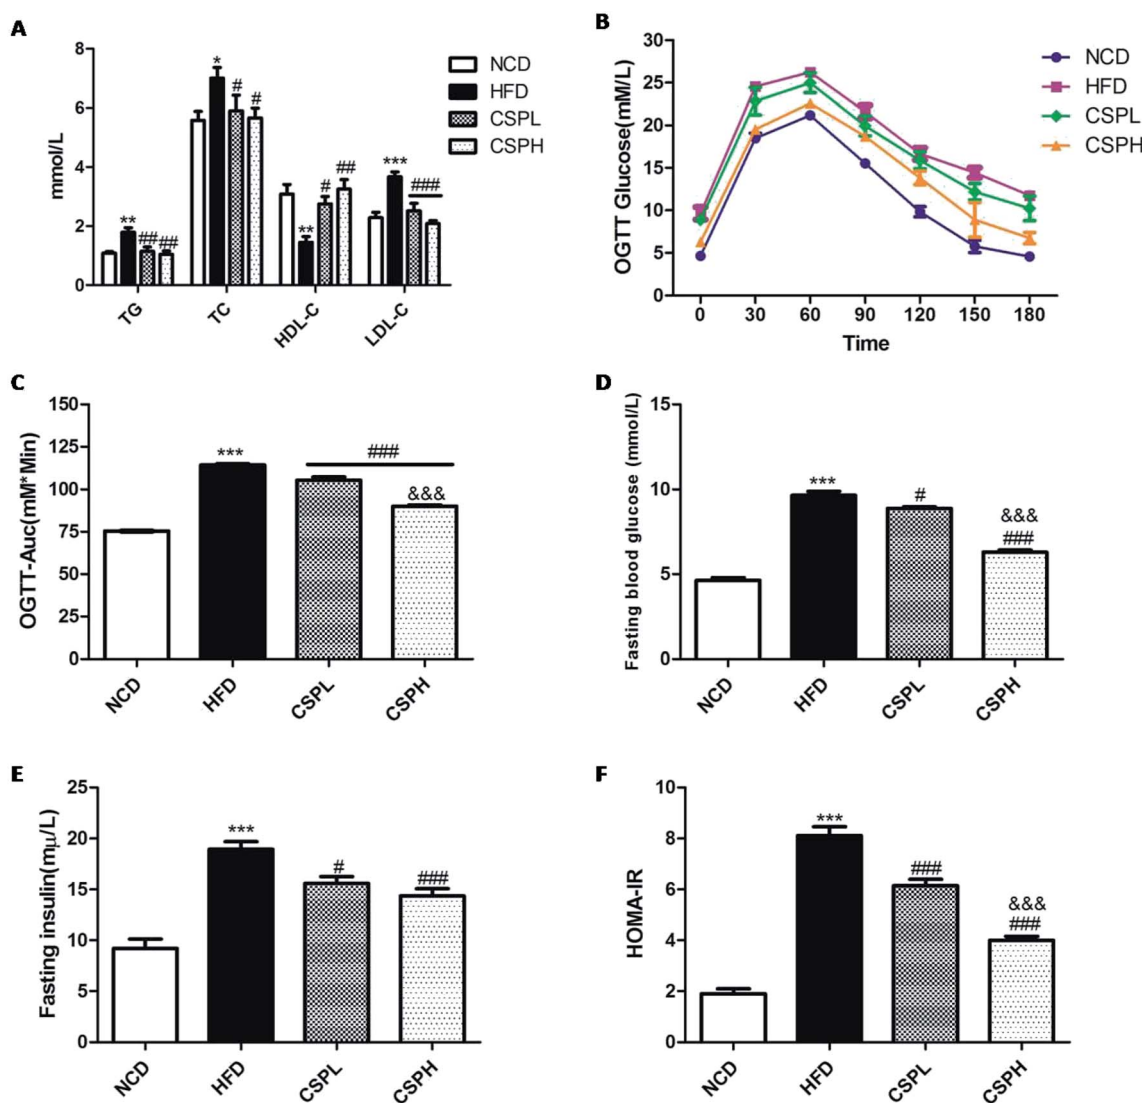 A
mmol/L
8
6
4
2
0
* # #
** ## ##
** # ##
*** ###
TG TC HDL-C LDL-C
NCD
HFD
CSPL
CSPH
B
OGTT Glucose(mM/L)
30
25
20
15
10
5
0
0 30 60 90 120 150 180
Time
NCD
HFD
CSPL
CSPH
C
OGTT-Auc(mM*Min)
150
125
100
75
50
25
0
***
###
&&&
NCD HFD CSPL CSPH
D
Fasting blood glucose (mmol/L)
15
10
5
0
***
#
&&&
###
NCD HFD CSPL CSPH
E
Fasting insulin(mμ/L)
25
20
15
10
5
0
***
#
###
NCD HFD CSPL CSPH
F
HOMA-IR
10
8
6
4
2
0
***
###
&&&
###
NCD HFD CSPL CSPH